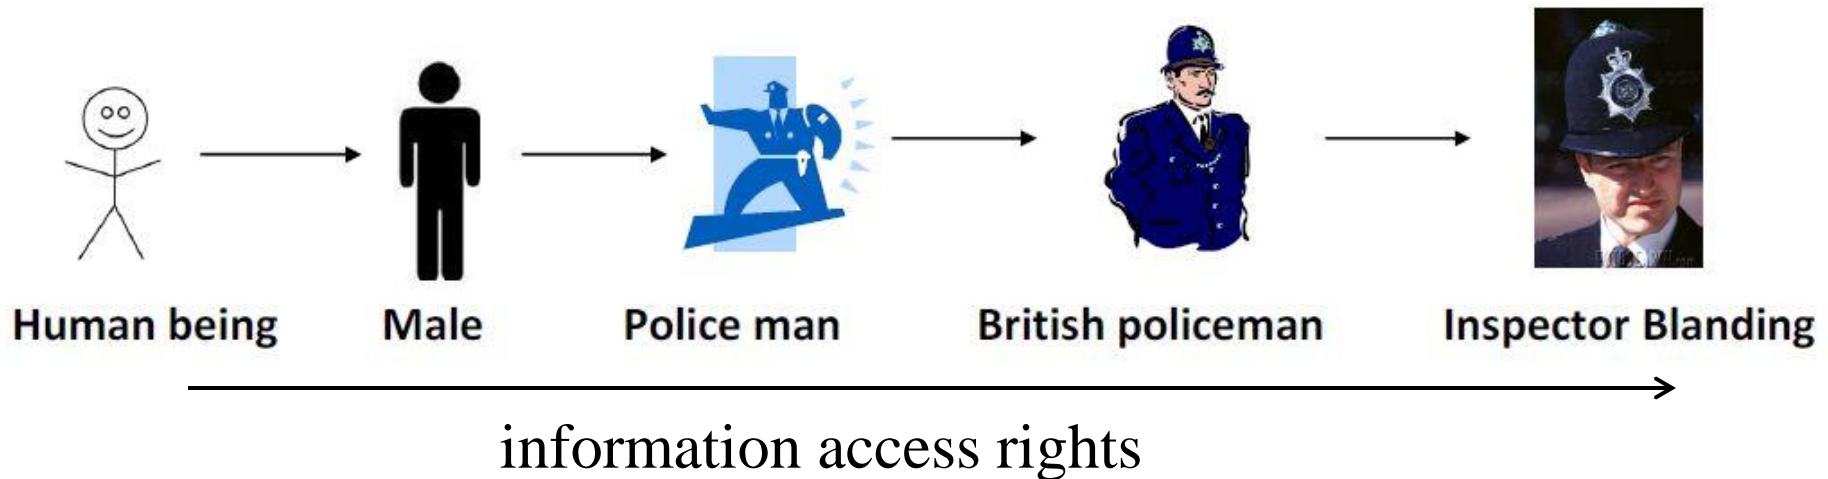 Human being
Male
Police man
British policeman
Inspector Blanding
information access rights